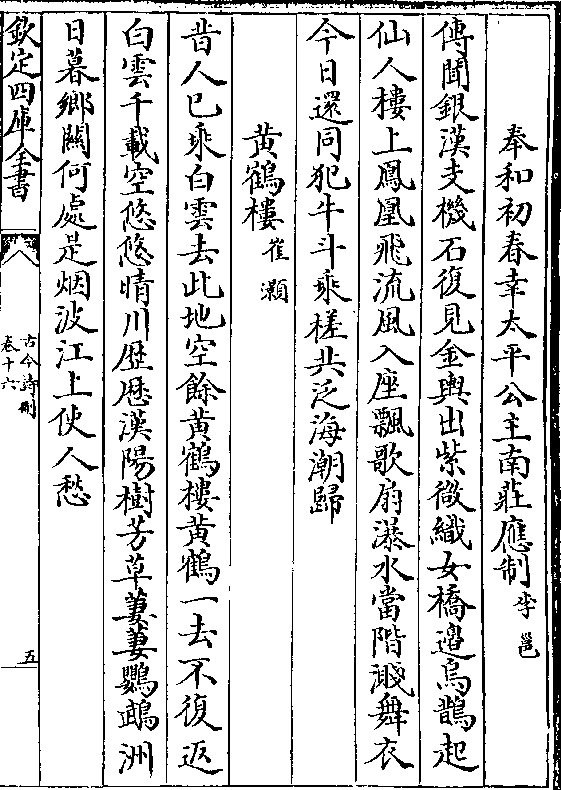 奉和初春幸太平公主南莊應制李邕
傳聞銀漢支機石復見金輿出紫微織女橋邉烏鵲起
仙人樓上鳳凰飛流風入座飄歌扇瀑水當階濺舞衣
今日還同犯牛斗乘槎共泛海潮歸
黄鶴樓崔灝
昔人已乘白雲去此地空餘黄鶴樓黄鶴一去不復返
白雲千載空悠悠晴川歴歴漢陽樹芳草萋萋鸚鵡洲
日暮鄉關何處是烟波江上使人愁
欽定四庫全書
古今詩刪
卷十六
五